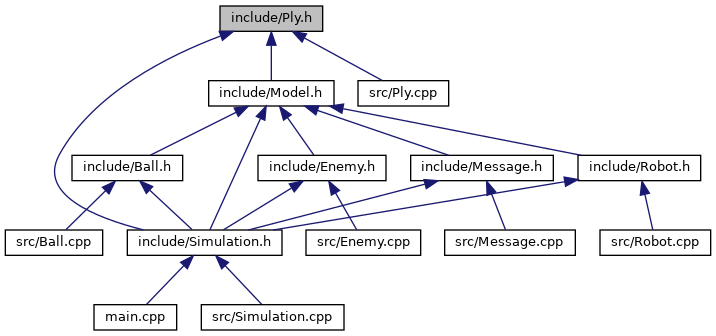 include/Ply.h
include/Model.h
src/Ply.cpp
include/Ball.h
include/Enemy.h
include/Message.h
include/Robot.h
src/Ball.cpp
include/Simulation.h
src/Enemy.cpp
src/Message.cpp
src/Robot.cpp
main.cpp
src/Simulation.cpp